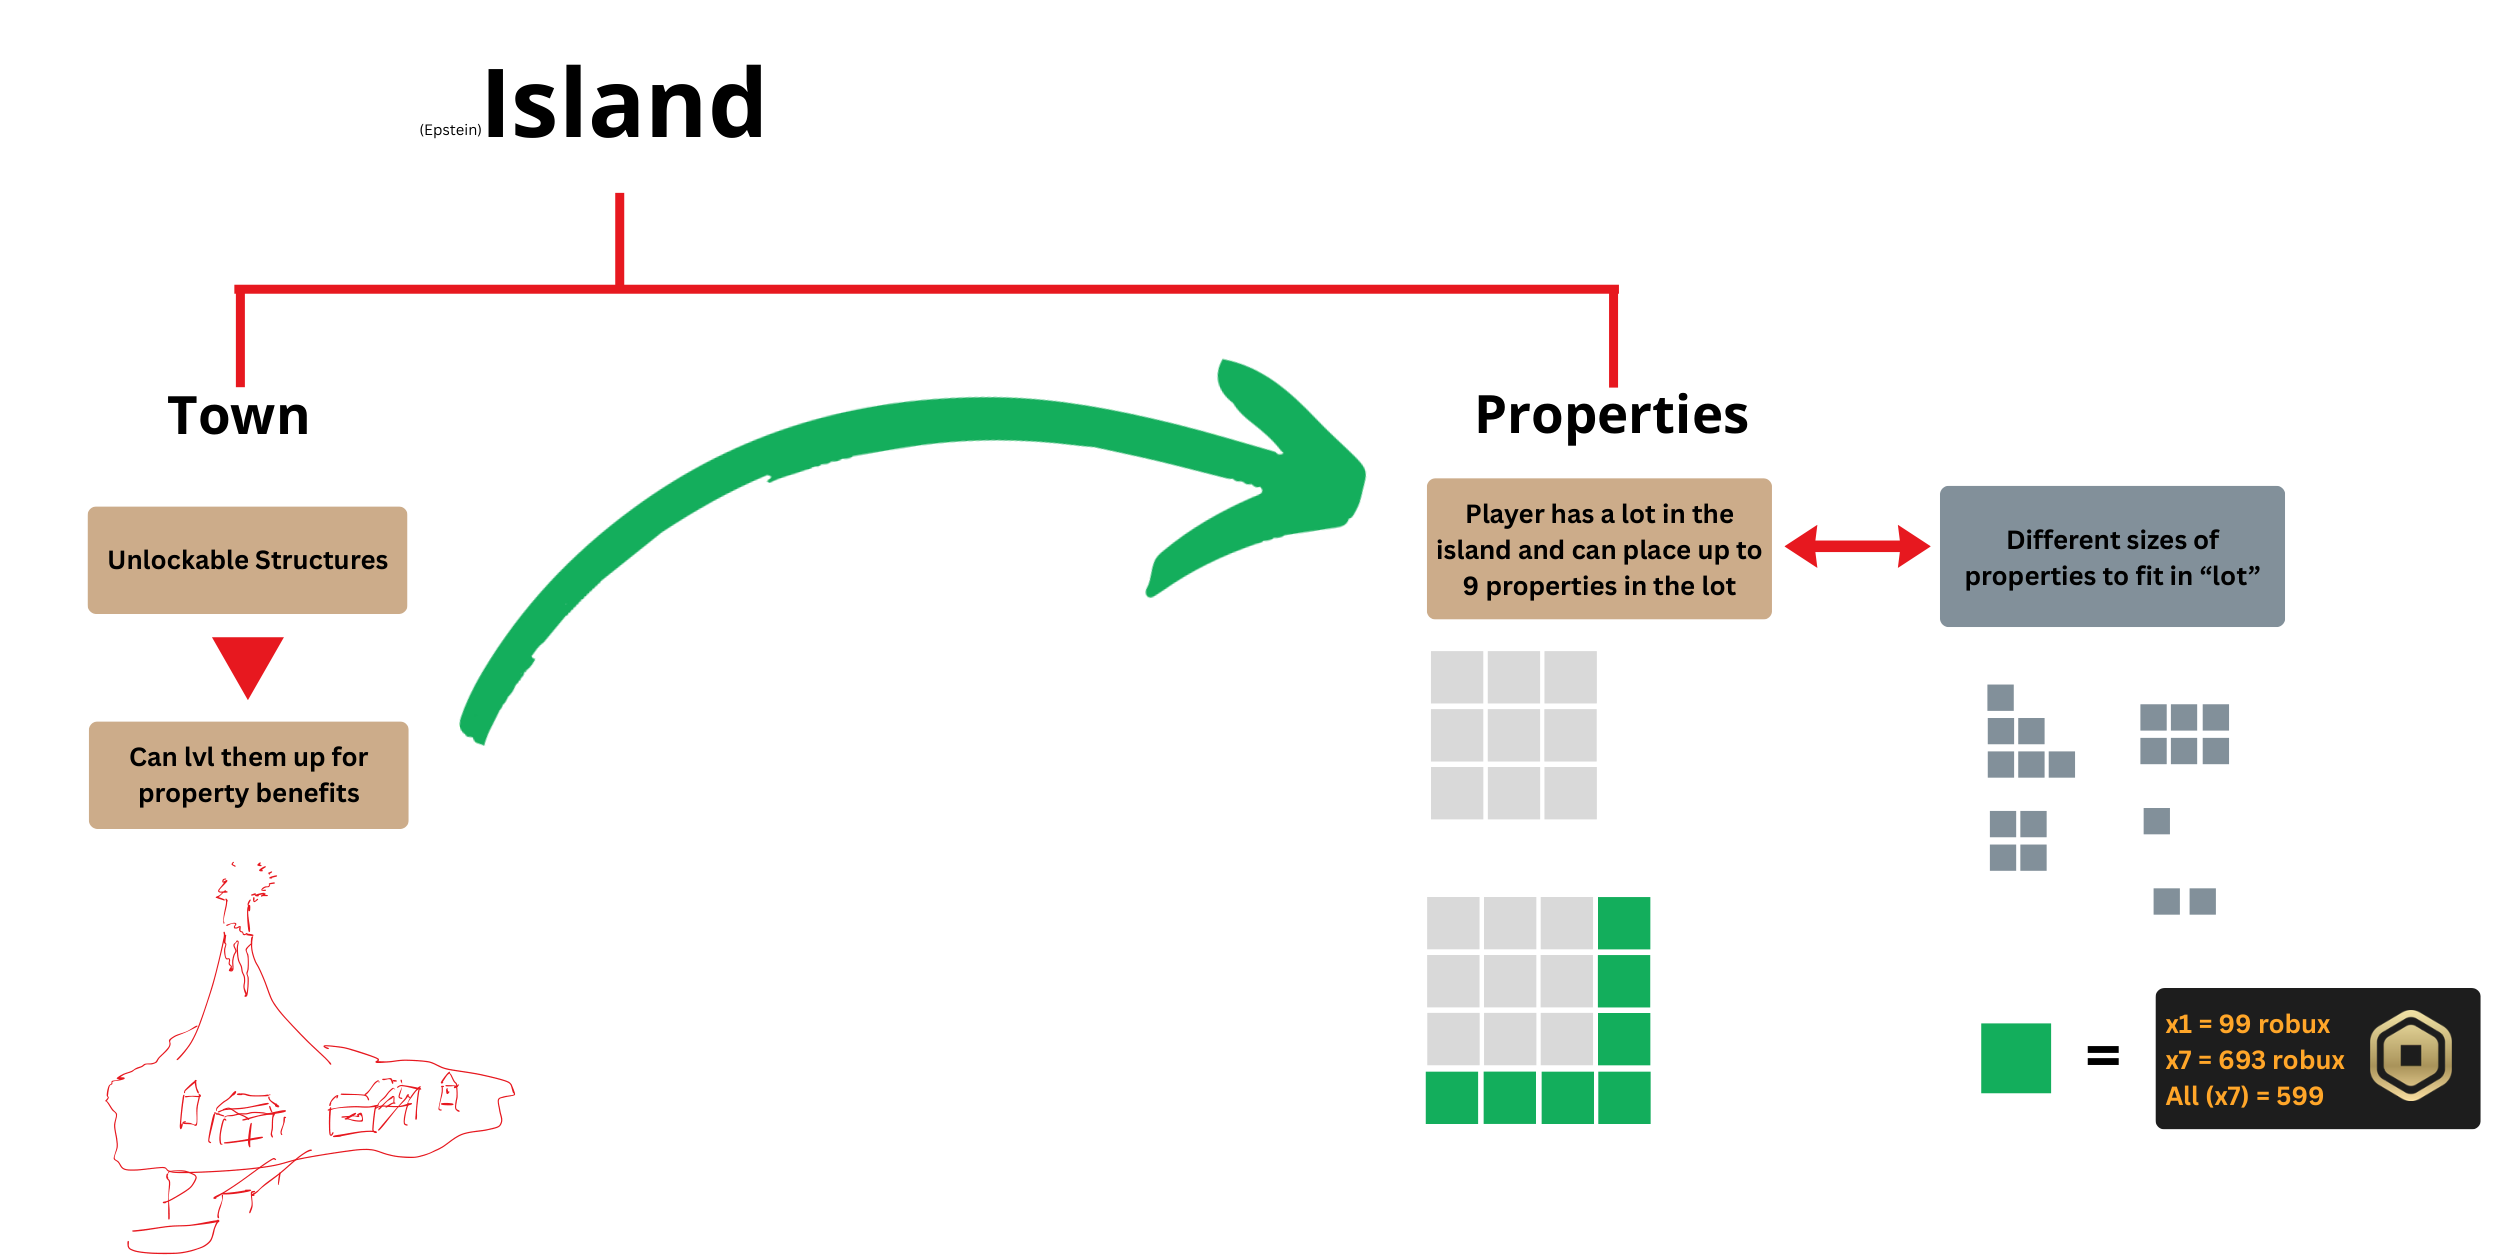 (Epstein) Island
Town
Properties
Unlockable Structures
Can lvl them up for
property benefits
Player has a lot in the
island and can place up to
9 properties in the lot
Different sizes of
properties to fit in “lot”
=
x1 = 99 robux
x7 = 693 robux
All (x7) = 599